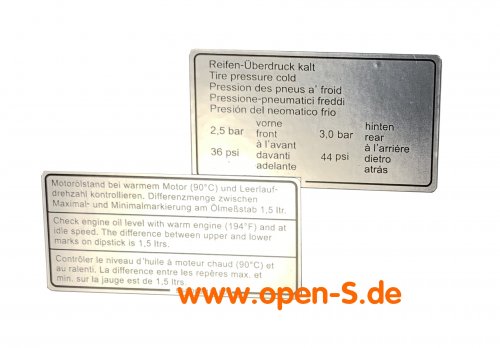 Reifen-Überdruck kalt
Tire pressure cold
Pression des pneus a' froid
Pressione-pneumatici freddi
Presión del neomatico frio
2,5 bar
36 psi
vorne
front
à l'avant
davanti
adelante
3,0 bar
44 psi
hinten
rear
à l'arrière
dietro
atrás
Motorölstand bei warmem Motor (90°C) und Leerlauf-
drehzahl kontrollieren. Differenzmenge zwischen
Maximal- und Minimalmarkierung am Ölmeßstab 1,5 ltr.
Check engine oil level with warm engine (194°F) and at
idle speed. The difference between upper and lower
marks on dipstick is 1,5 ltrs.
Contrôler le niveau d'huile à moteur chaud (90°C) et
au ralenti. La différence entre les repères max. et
min. sur la jauge est de 1,5 ltrs.
www.open-S.de